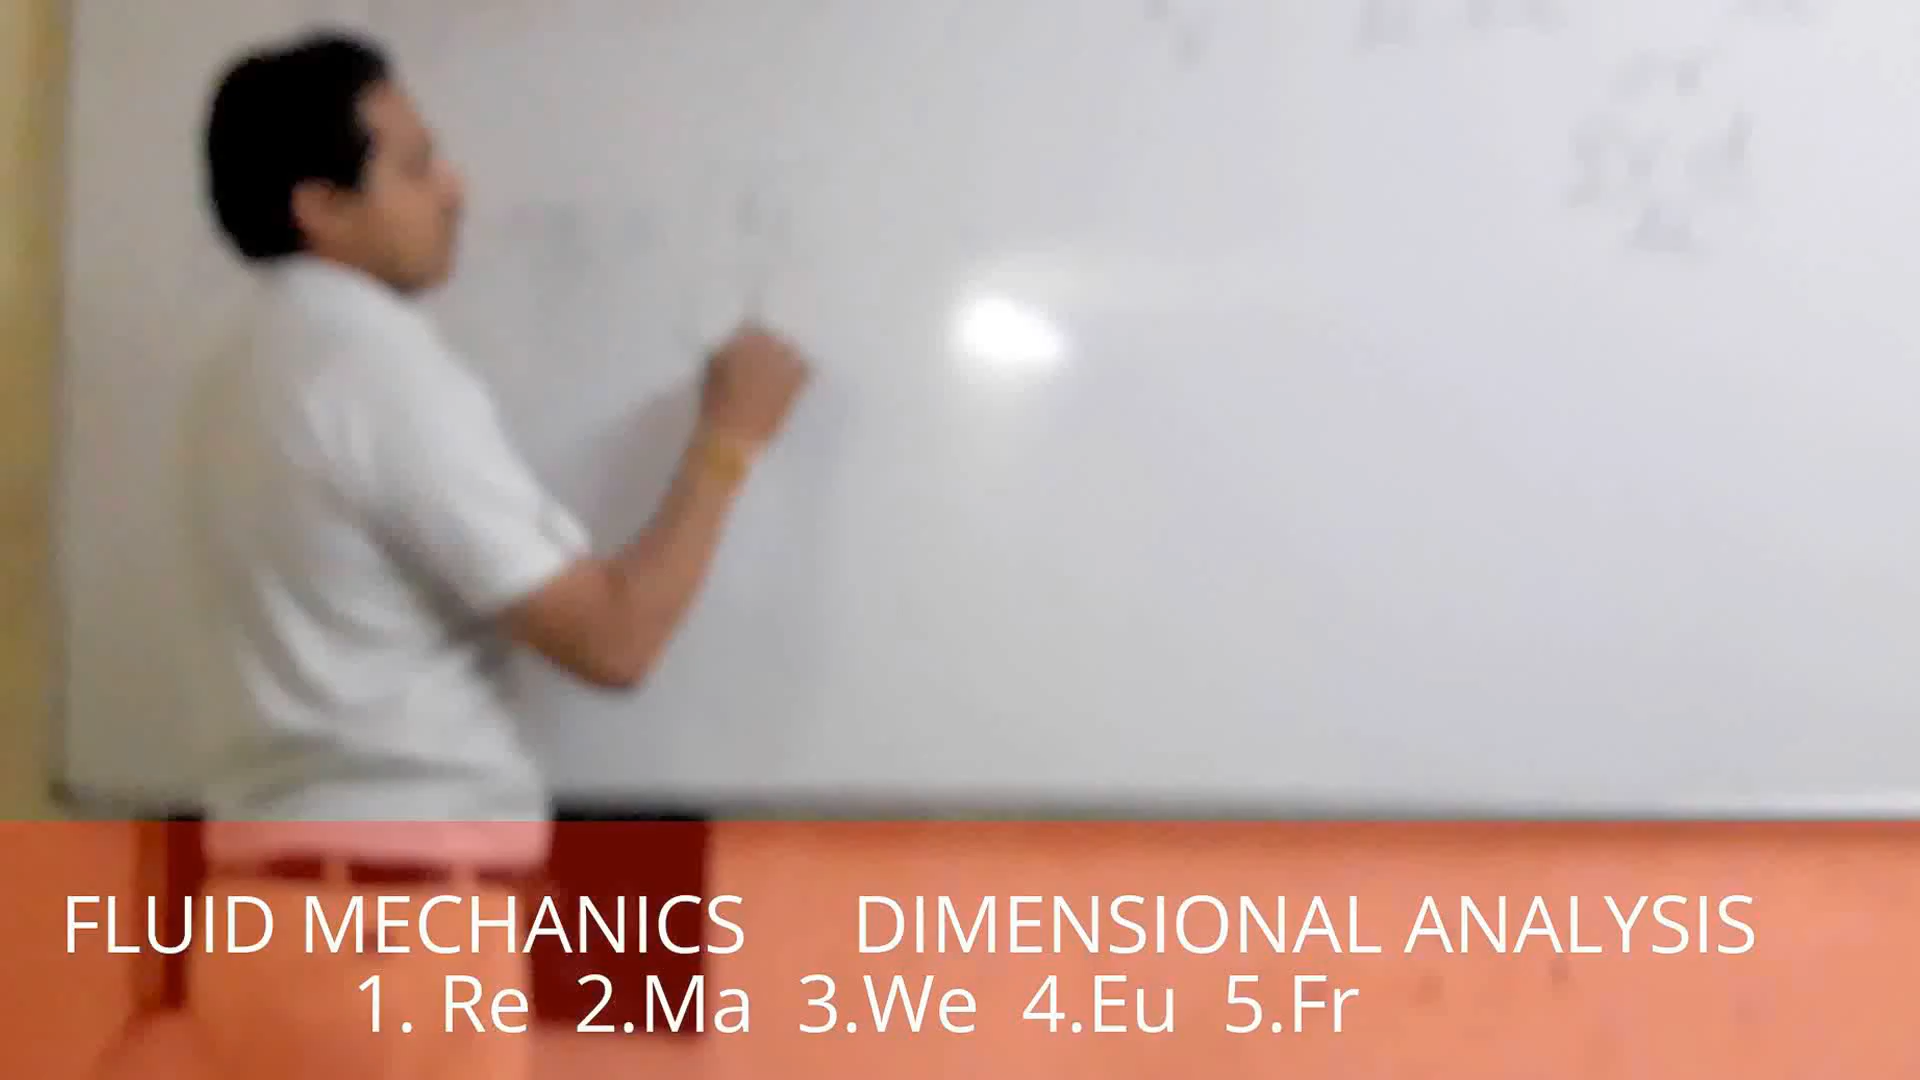 FLUID MECHANICS DIMENSIONAL ANALYSIS
1. Re 2.Ma 3.We 4.Eu 5.Fr